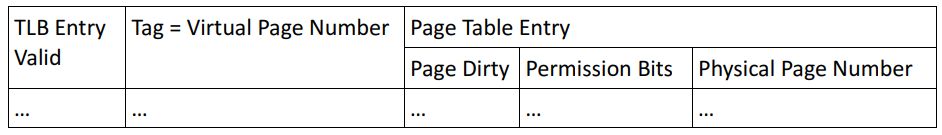 TLB Entry Valid
Tag = Virtual Page Number
Page Table Entry
Page Dirty
Permission Bits
Physical Page Number
...
...
...
...
...